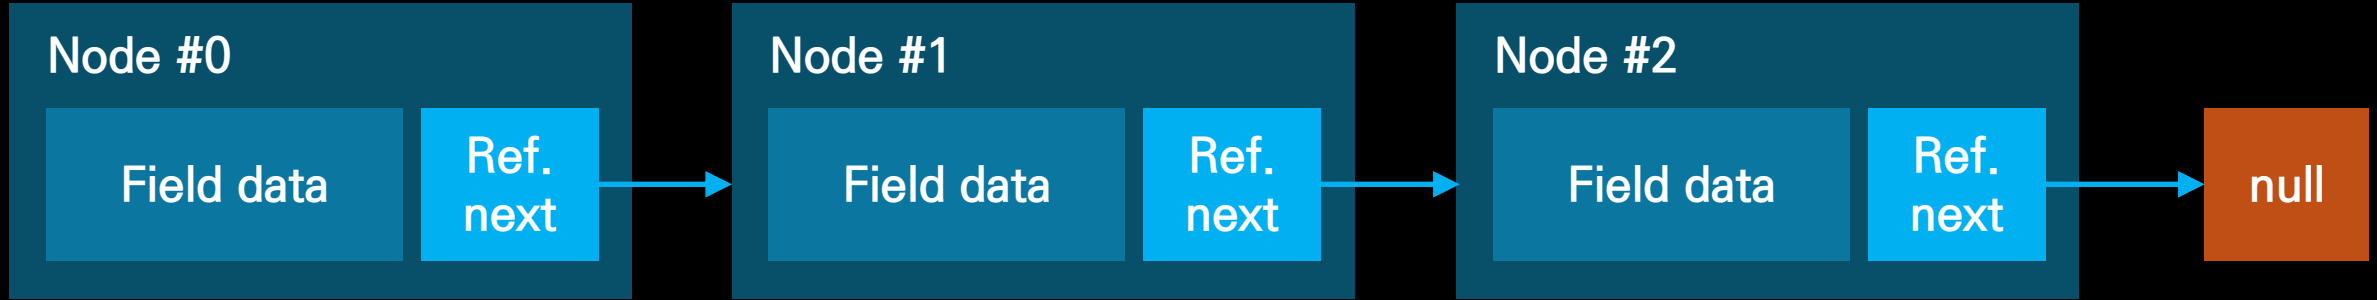 Node #0
Field data
Ref.
next
Node #1
Field data
Ref.
next
Node #2
Field data
Ref.
next
null